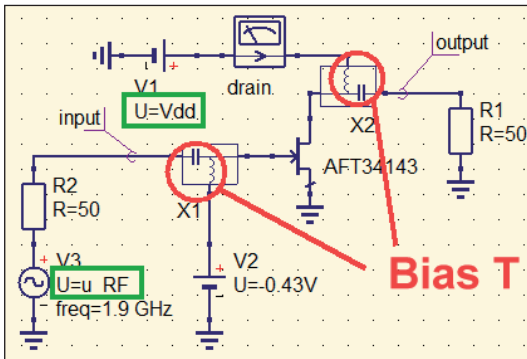 output
V1
U=Vdd.
drain.
X2
R1
R=50
input
AFT34143
R2
R=50
X1
V3
U=u_RF
freq=1.9 GHz
V2
U=-0.43V
Bias T